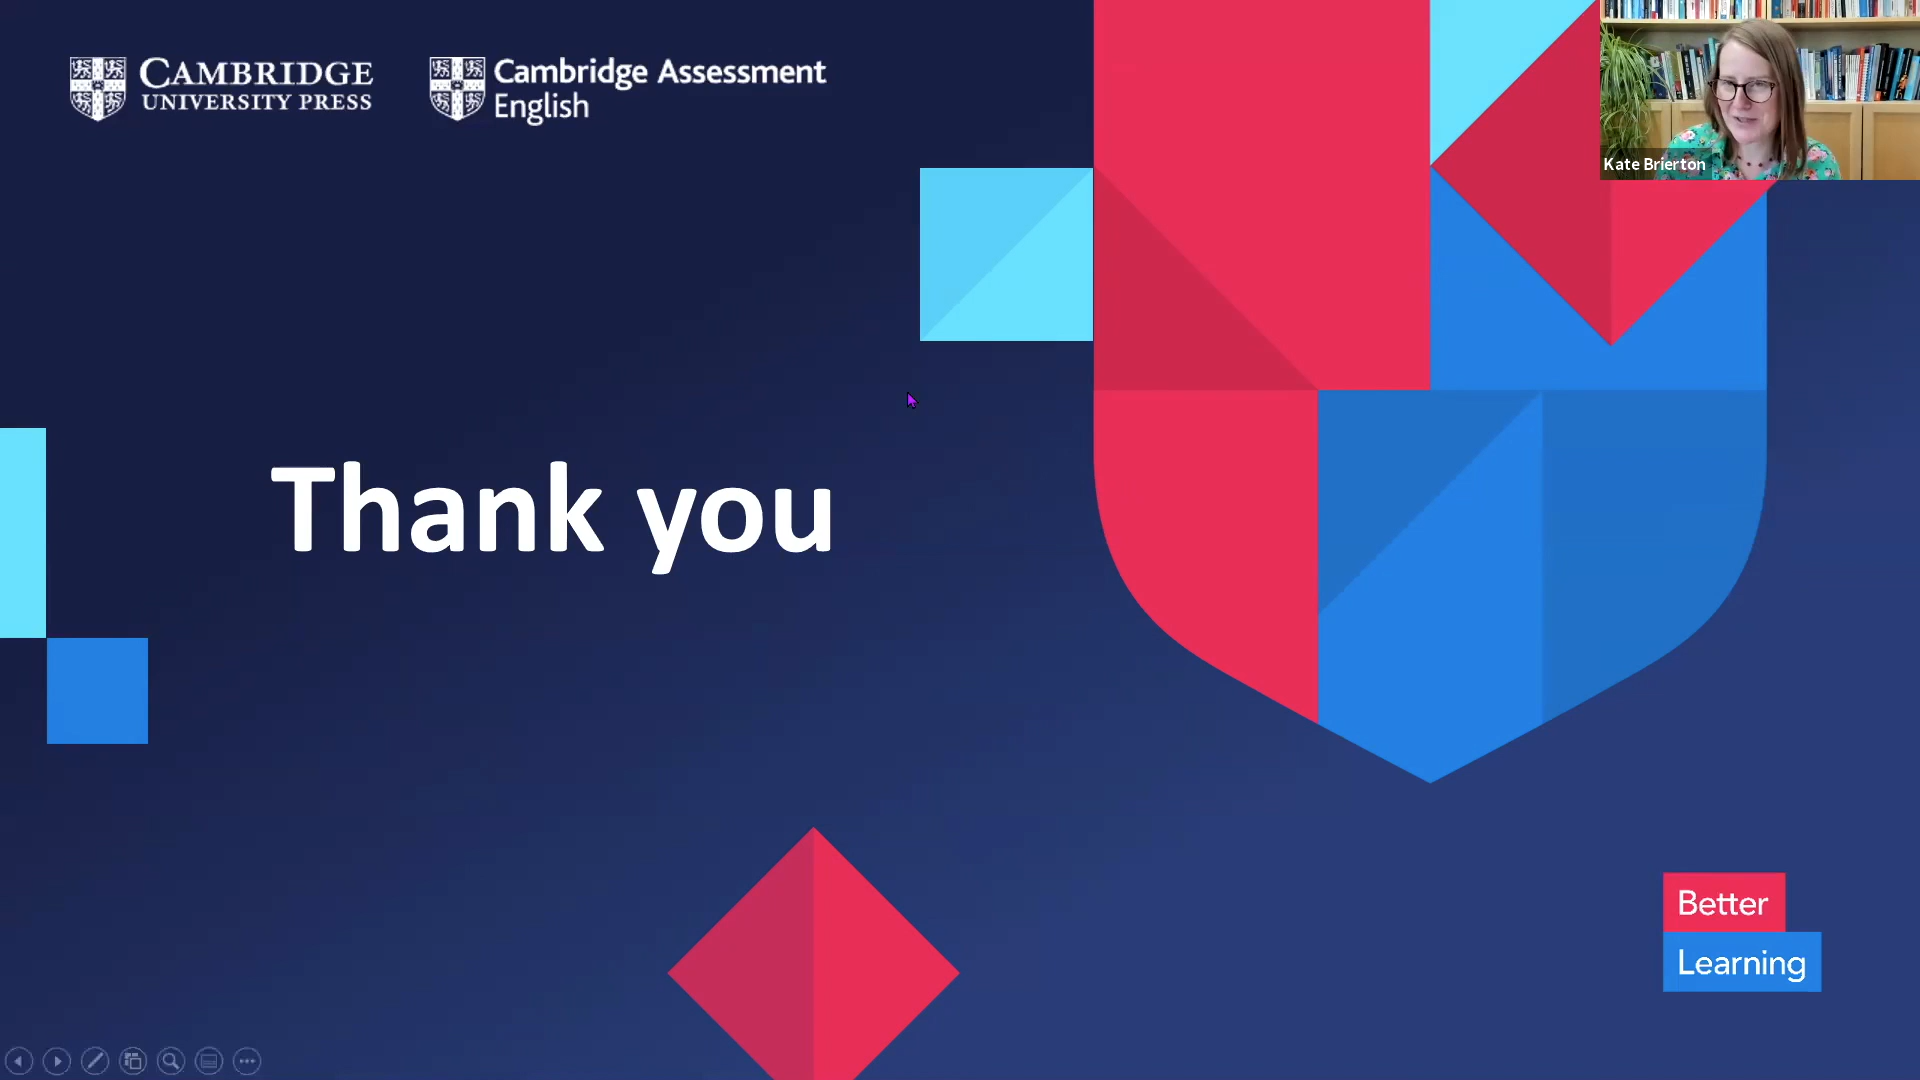 CAMBRIDGE
UNIVERSITY PRESS
Cambridge Assessment
English
Kate Brierton
Thank you
Better
Learning